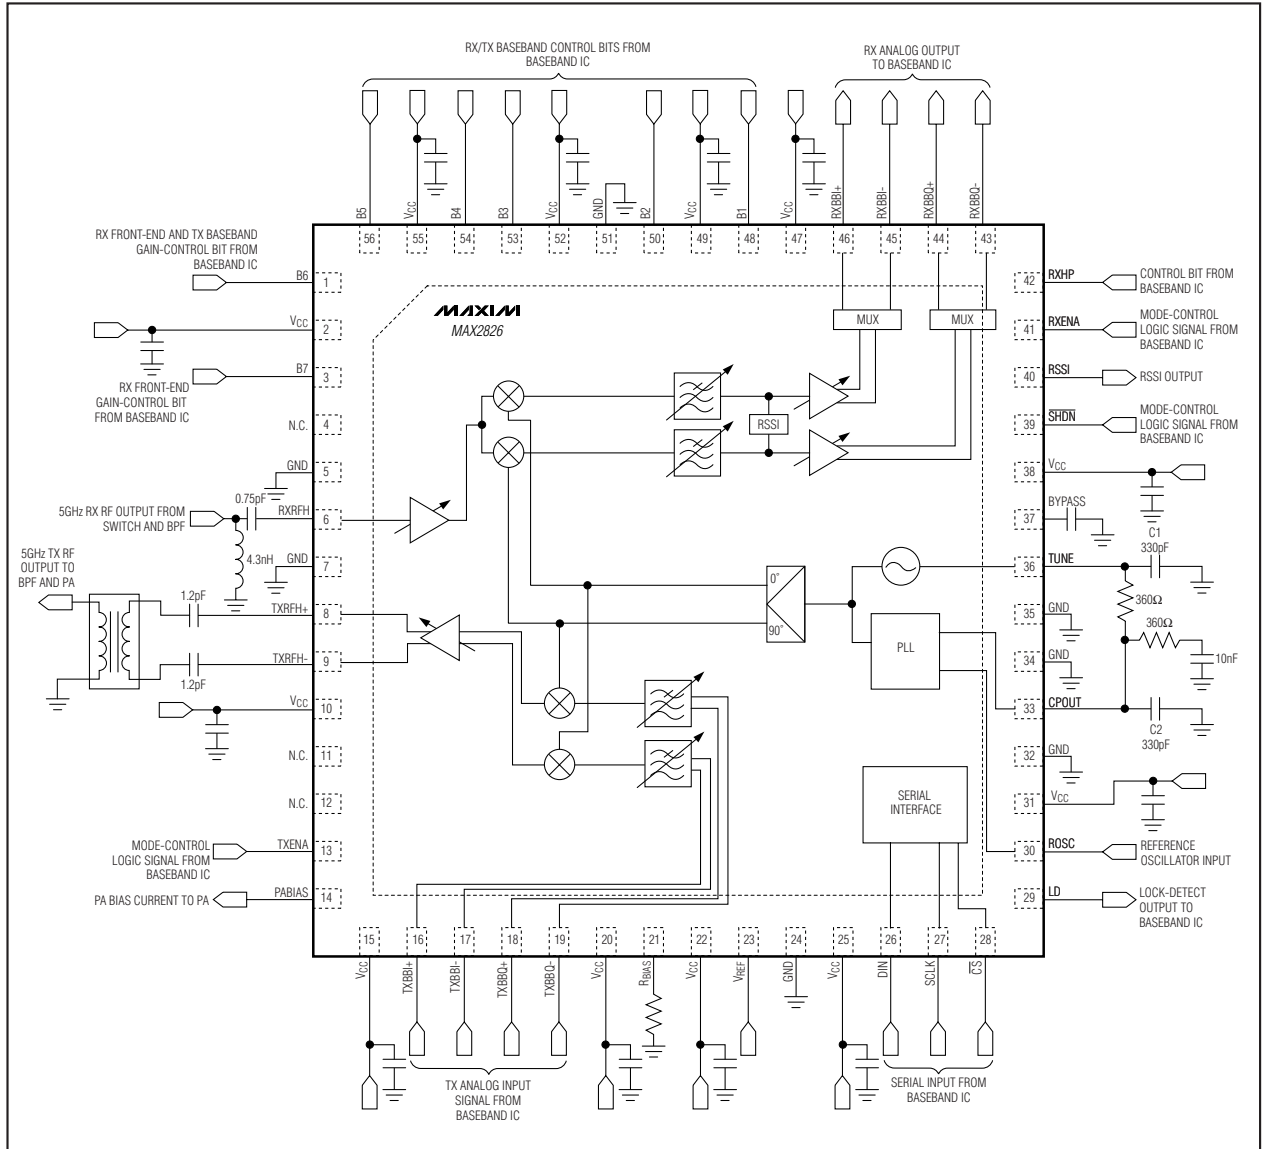 RX/TX BASEBAND CONTROL BITS FROM
BASEBAND IC
RX ANALOG OUTPUT
TO BASEBAND IC
B5
VCC
B4
B3
VCC
GND
B2
VCC
B1
VCC
RXBBI+
RXBBI-
RXBBQ+
RXBBQ-
56
55
54
53
52
51
50
49
48
47
46
45
44
43
RX FRONT-END AND TX BASEBAND
GAIN-CONTROL BIT FROM
BASEBAND IC
B6
1
VCC
2
B7
3
RX FRONT-END
GAIN-CONTROL BIT
FROM BASEBAND IC
N.C.
4
GND
5
0.75pF
5GHz RX RF OUTPUT FROM
SWITCH AND BPF
RXRFH
6
4.3nH
GND
7
5GHz TX RF
OUTPUT TO
BPF AND PA
1.2pF
TXRFH+
8
TXRFH-
9
1.2pF
VCC
10
N.C.
11
N.C.
12
MODE-CONTROL
LOGIC SIGNAL FROM
BASEBAND IC
TXENA
13
PA BIAS CURRENT TO PA
PABIAS
14
MAXIM
MAX2826
MUX
MUX
RSSI
0°
90°
PLL
SERIAL
INTERFACE
42
RXHP
CONTROL BIT FROM
BASEBAND IC
41
RXENA
MODE-CONTROL
LOGIC SIGNAL FROM
BASEBAND IC
40
RSSI
RSSI OUTPUT
39
SHDN
MODE-CONTROL
LOGIC SIGNAL FROM
BASEBAND IC
38
VCC
37
BYPASS
C1
330pF
36
TUNE
360Ω
35
GND
360Ω
10nF
34
GND
33
CPOUT
C2
330pF
32
GND
31
VCC
30
ROSC
REFERENCE
OSCILLATOR INPUT
29
LD
LOCK-DETECT
OUTPUT TO
BASEBAND IC
15
16
17
18
19
20
21
22
23
24
25
26
27
28
VCC
TXBBI+
TXBBI-
TXBBQ+
TXBBQ-
VCC
RBIAS
VCC
VREF
GND
VCC
DIN
SCLK
CS
TX ANALOG INPUT
SIGNAL FROM
BASEBAND IC
SERIAL INPUT FROM
BASEBAND IC